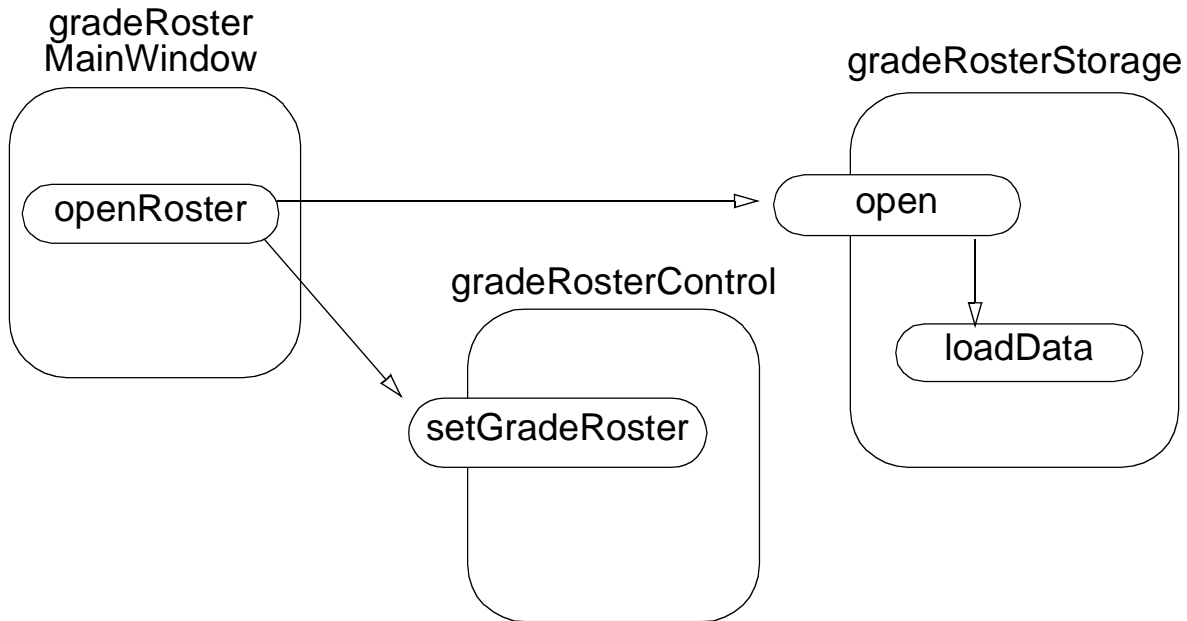 gradeRoster
MainWindow
gradeRosterStorage
openRoster
open
gradeRosterControl
loadData
setGradeRoster